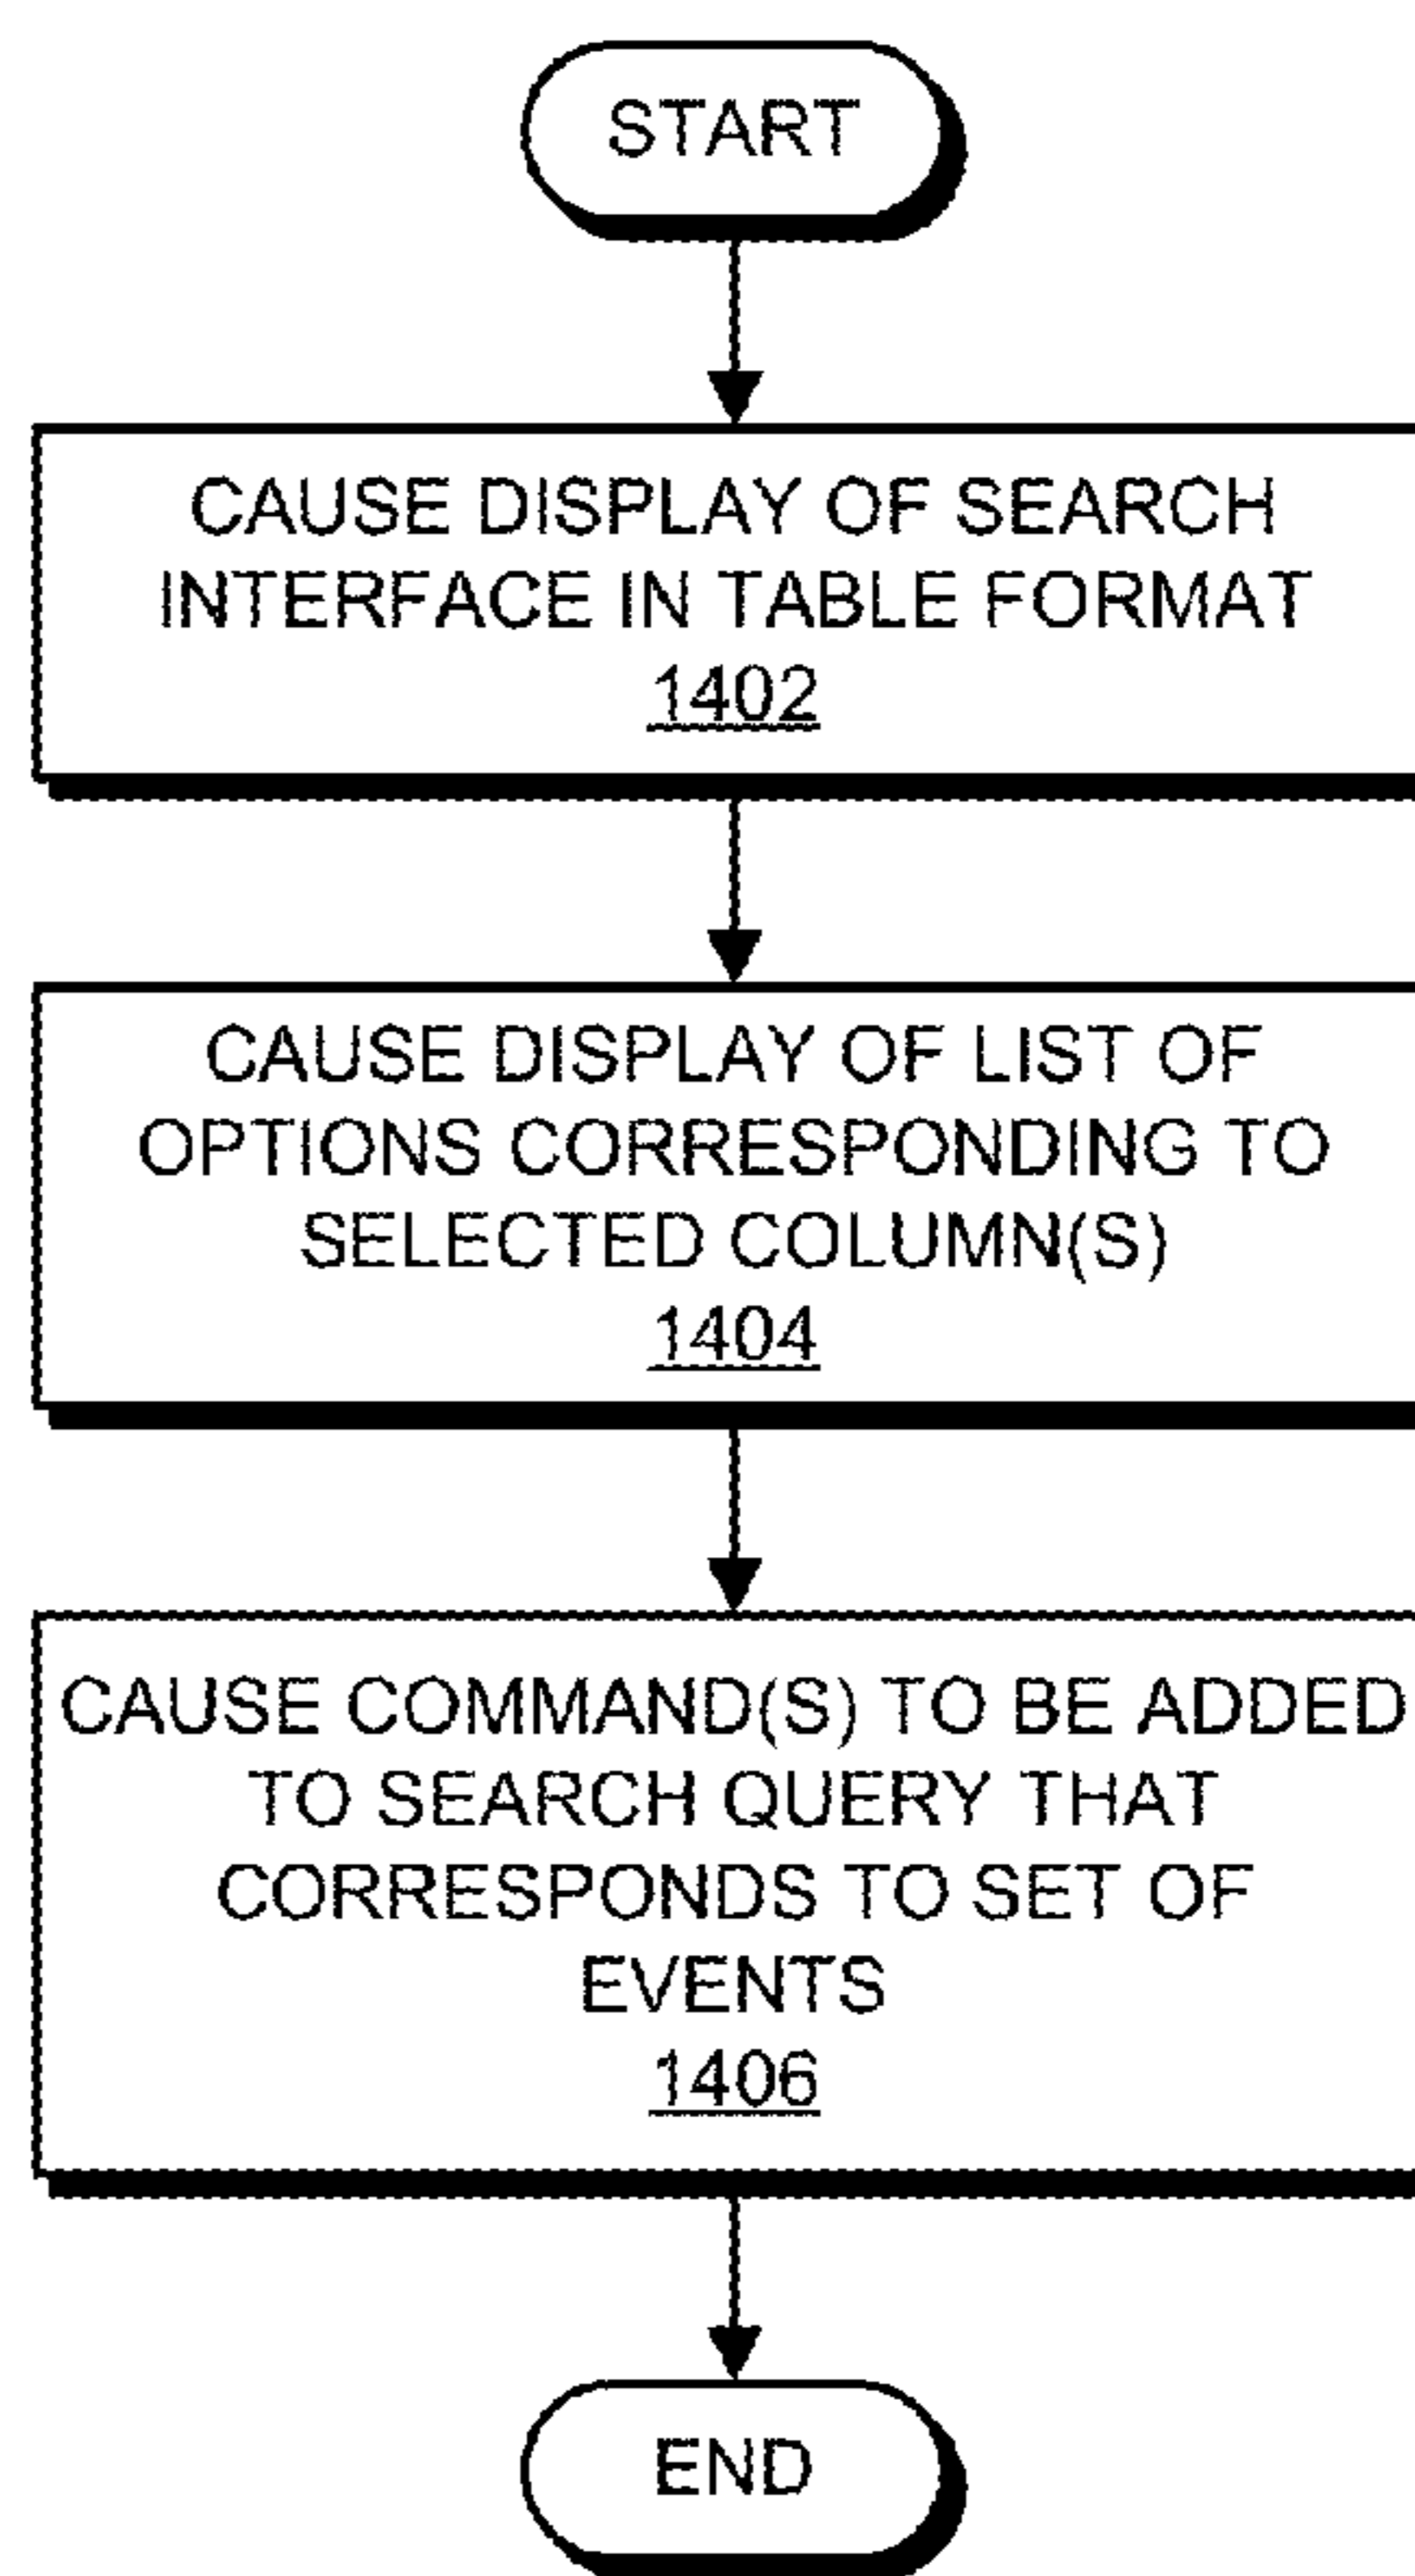 START
CAUSE DISPLAY OF SEARCH
INTERFACE IN TABLE FORMAT
1402
CAUSE DISPLAY OF LIST OF
OPTIONS CORRESPONDING TO
SELECTED COLUMN(S)
1404
CAUSE COMMAND(S) TO BE ADDED
TO SEARCH QUERY THAT
CORRESPONDS TO SET OF
EVENTS
1406
END